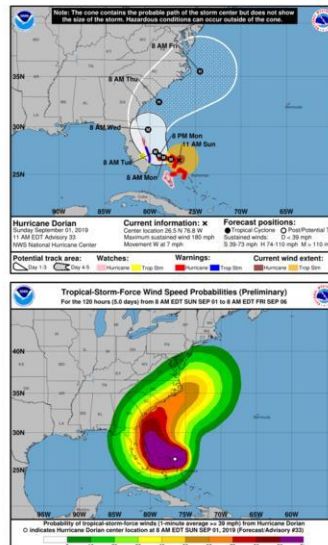 Note: The cone contains the probable path of the storm center but does not show
the size of the storm. Hazardous conditions can occur outside of the cone.
8 AM Fri
35N
8 AM Thu
30N
8 AM Wed
8 PM Mon
11 AM Sun
25N
8 AM Tue
8 AM Mon
Hurricane Dorian
Sunday September 01, 2019
11 AM EDT Advisory 33
NWS National Hurricane Center
Current information: x
Center location 26.5 N 76.8 W
Maximum sustained wind 180 mph
Movement W at 7 mph
Forecast positions:
Tropical Cyclone Post/Potential T
Sustained winds: D < 39 mph
S 39-73 mph H 74-110 mph M > 110 m
Potential track area:
Day 1-3 Day 4-5
Watches:
Hurricane Trop Stm
Warnings:
Hurricane Trop Stm
Current wind extent:
Hurricane Trop Stm
Tropical-Storm-Force Wind Speed Probabilities (Preliminary)
For the 120 hours (5.0 days) from 8 AM EDT SUN SEP 01 to 8 AM EDT FRI SEP 06
40N
35N
30N
25N
90W 85W 80W 75W 70W 65W
Probability of tropical-storm-force winds (1-minute average >= 39 mph) from Hurricane Dorian
indicates Hurricane Dorian center location at 8 AM EDT SUN SEP 01, 2019 (Forecast/Advisory #33)